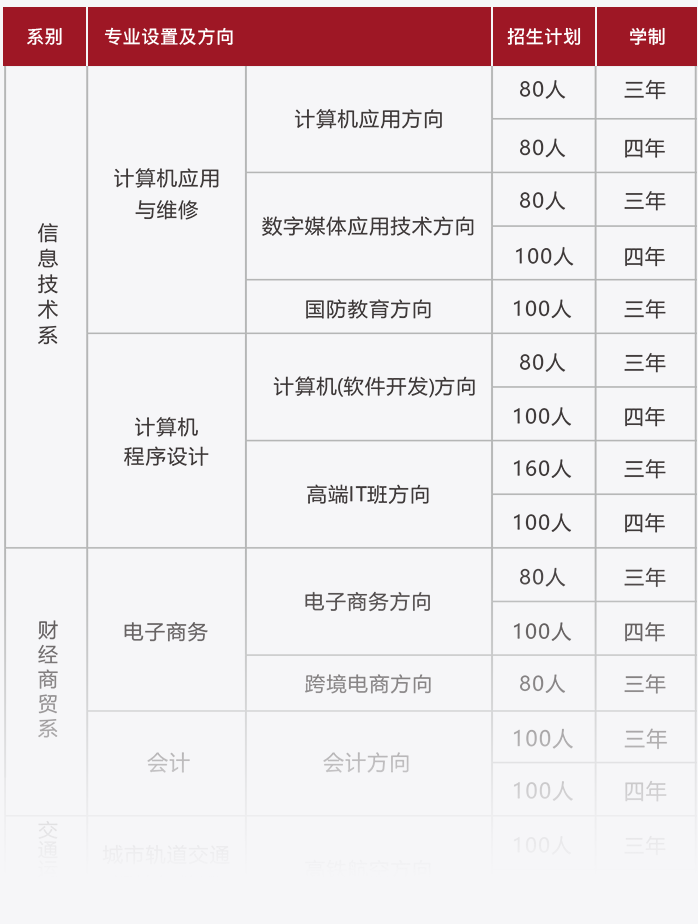 系别 专业设置及方向 招生计划 学制
信息技术系
计算机应用
与维修
计算机应用方向
80人 三年
80人 四年
数字媒体应用技术方向
80人 三年
100人 四年
国防教育方向 100人 三年
计算机
程序设计
计算机(软件开发)方向
80人 三年
100人 四年
高端IT班方向
160人 三年
100人 四年
财经商贸系
电子商务
电子商务方向
80人 三年
100人 四年
跨境电商方向 80人 三年
会计
会计方向
100人 三年
100人 四年
交通
城市轨道交通
100人 三年